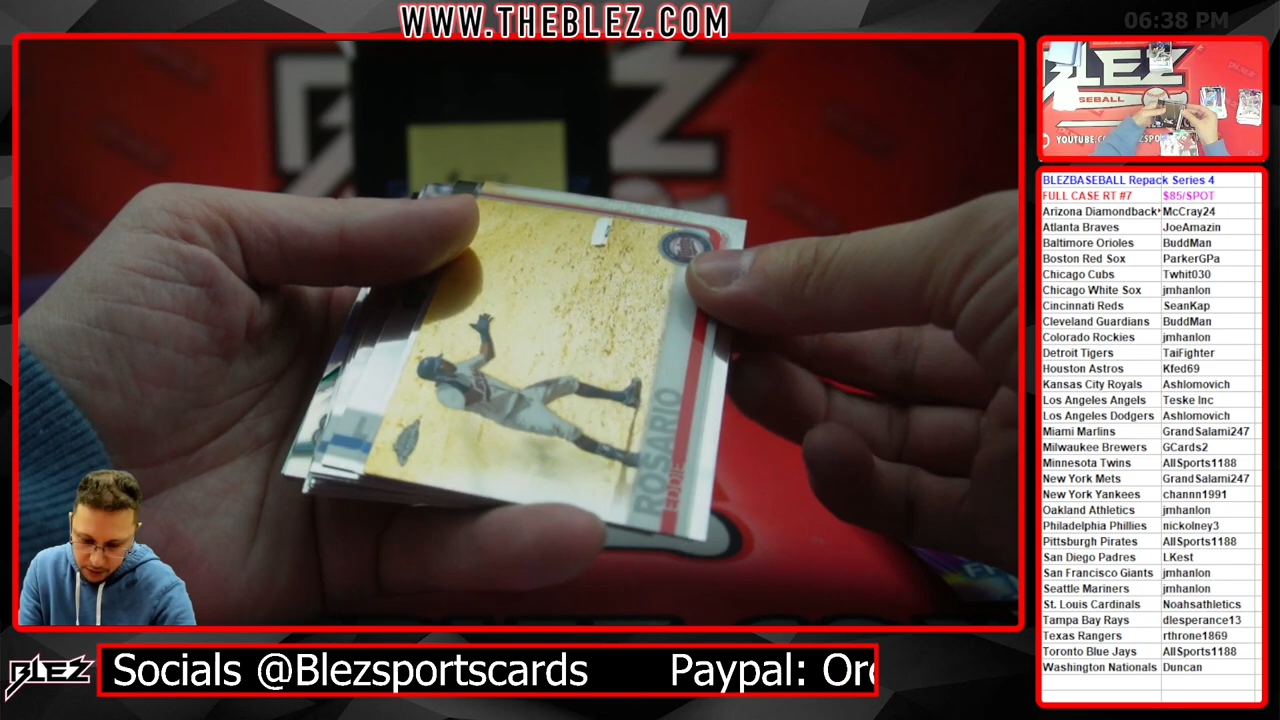 WWW.THEBLEZ.COM
06:38 PM
BLEZ
SEBALL
YOUTUBE.CO
BLEZBASEBALL Repack Series 4
FULL CASE RT #7 $85/SPOT
Arizona Diamondback McCray24
Atlanta Braves JoeAmazin
Baltimore Orioles BuddMan
Boston Red Sox ParkerGPa
Chicago Cubs Twhit030
Chicago White Sox jmhanlon
Cincinnati Reds SeanKap
Cleveland Guardians BuddMan
Colorado Rockies jmhanlon
Detroit Tigers TaiFighter
Houston Astros Kfed69
Kansas City Royals Ashlomovich
Los Angeles Angels Teske Inc
Los Angeles Dodgers Ashlomovich
Miami Marlins GrandSalami247
Milwaukee Brewers GCards2
Minnesota Twins AllSports1188
New York Mets GrandSalami247
New York Yankees channn1991
Oakland Athletics jmhanlon
Philadelphia Phillies nickolney3
Pittsburgh Pirates AllSports1188
San Diego Padres LKest
San Francisco Giants jmhanlon
Seattle Mariners jmhanlon
St. Louis Cardinals Noahsathletics
Tampa Bay Rays dlesperance13
Texas Rangers rthrone1869
Toronto Blue Jays AllSports1188
Washington Nationals Duncan
ROSARIO
EDDIE
BLEZ
Socials @Blezsportscards Paypal: Or